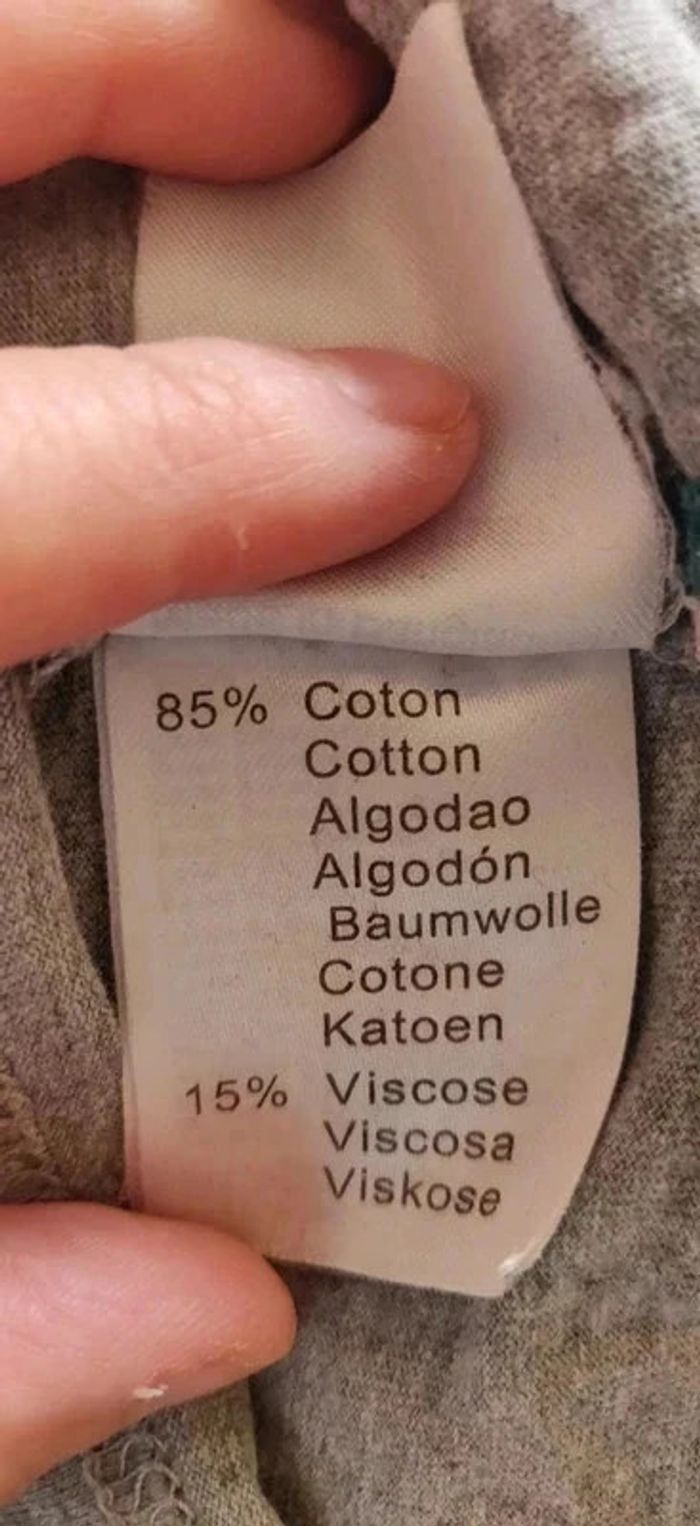 85% Coton
Cotton
Algodao
Algodón
Baumwolle
Cotone
Katoen
15% Viscose
Viscosa
Viskose